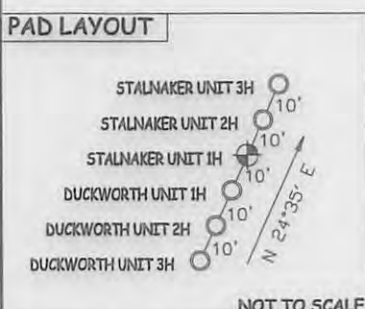 PAD LAYOUT
STALNAKER UNIT 3H
10'
STALNAKER UNIT 2H
10'
STALNAKER UNIT 1H
10'
DUCKWORTH UNIT 1H
10'
DUCKWORTH UNIT 2H
10'
DUCKWORTH UNIT 3H
N 24°35' E
NOT TO SCALE